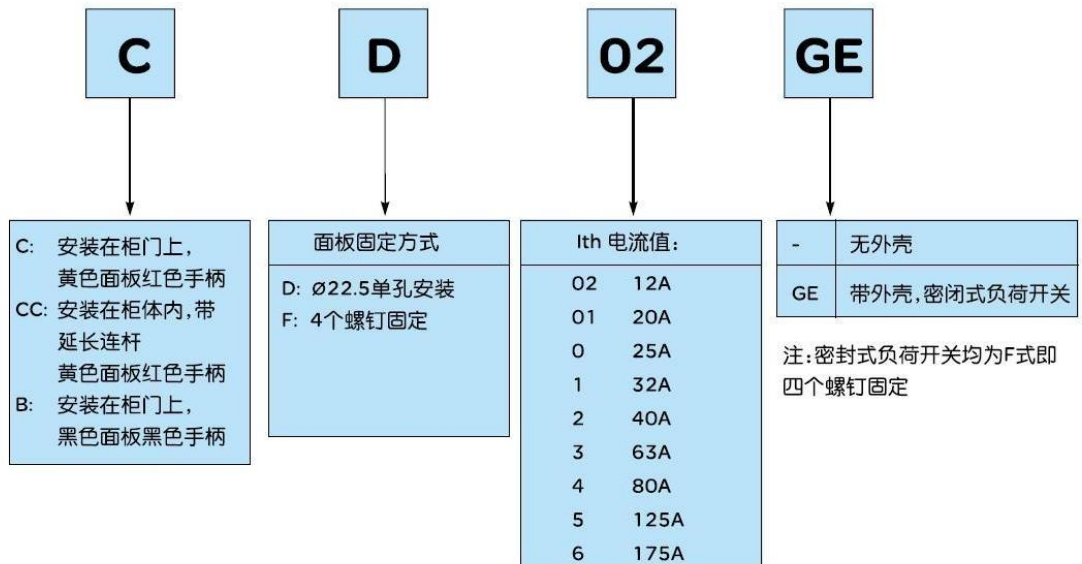 C
D
02
GE
C: 安装在柜门上，
黄色面板红色手柄
CC: 安装在柜体内，带
延长连杆
黄色面板红色手柄
B: 安装在柜门上，
黑色面板黑色手柄
面板固定方式
D: Ø22.5单孔安装
F: 4个螺钉固定
Ith 电流值：
02 12A
01 20A
0 25A
1 32A
2 40A
3 63A
4 80A
5 125A
6 175A
- 无外壳
GE 带外壳，密闭式负荷开关
注：密封式负荷开关均为F式即
四个螺钉固定